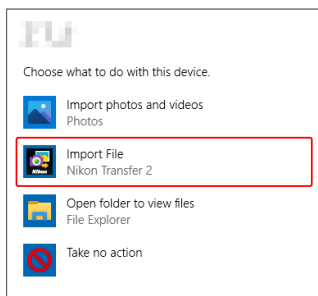 Choose what to do with this device.
Import photos and videos
Photos
Import File
Nikon Transfer 2
Open folder to view files
File Explorer
Take no action